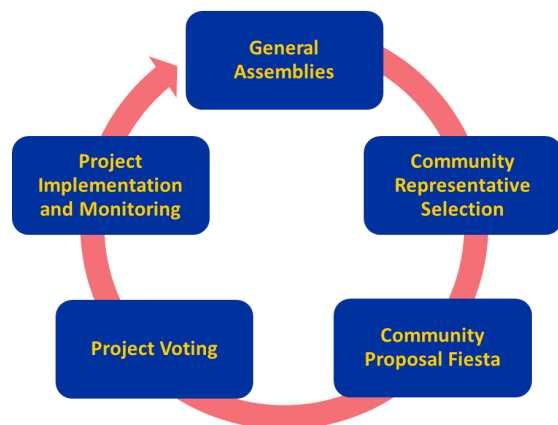 General
Assemblies
Community
Representative
Selection
Community
Proposal Fiesta
Project Voting
Project
Implementation
and Monitoring